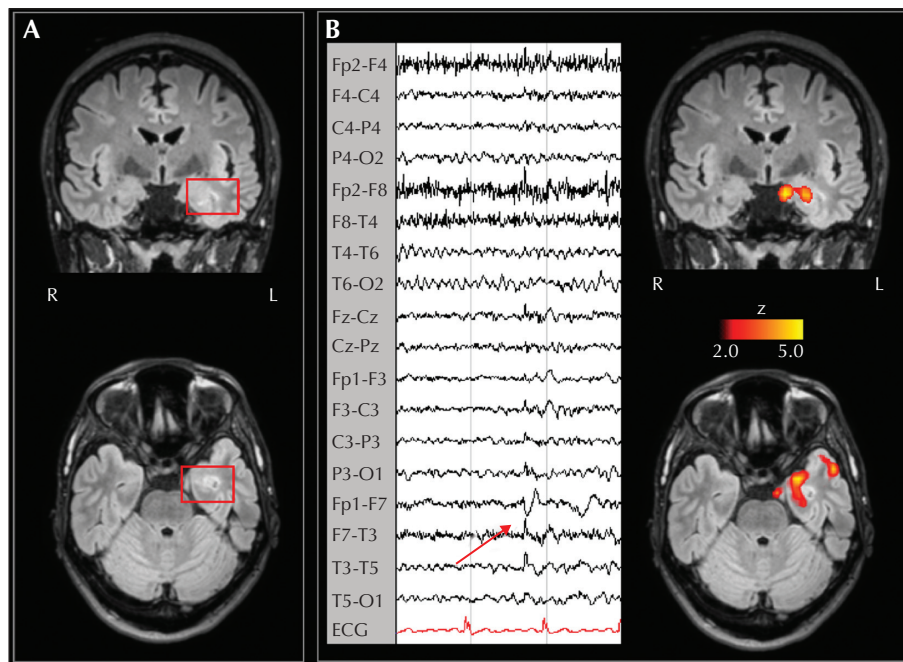 A
R L
B
Fp2-F4
F4-C4
C4-P4
P4-O2
Fp2-F8
F8-T4
T4-T6
T6-O2
Fz-Cz
Cz-Pz
Fp1-F3
F3-C3
C3-P3
P3-O1
Fp1-F7
F7-T3
T3-T5
T5-O1
ECG
R L
z
2.0 5.0